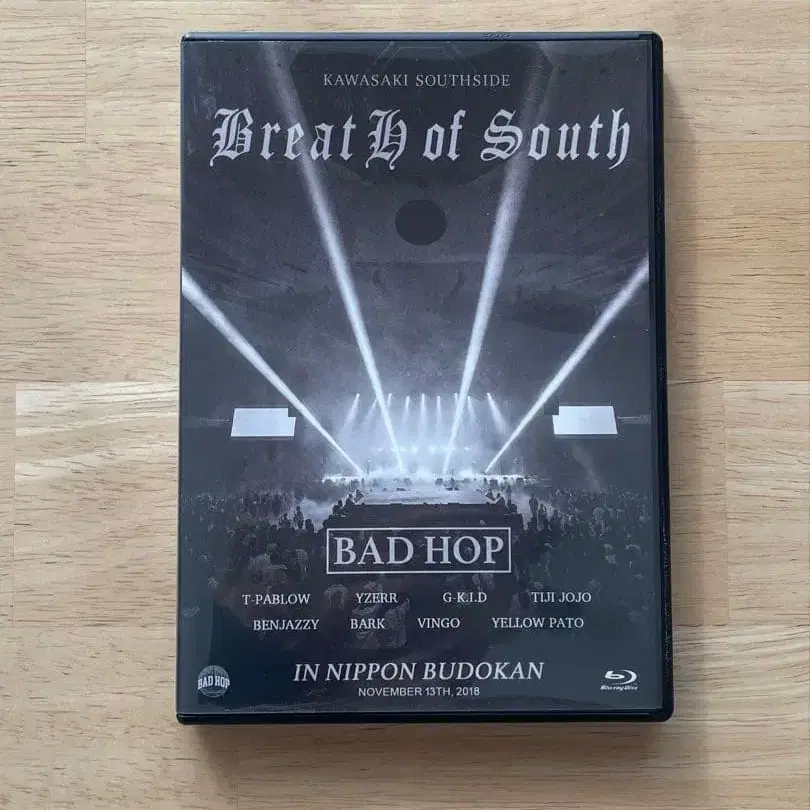 KAWASAKI SOUTHSIDE
BreatH of South
BAD HOP
T-PABLOW YZERR G-K.I.D TIJI JOJO
BENJAZZY BARK VINGO YELLOW PATO
BAD HOP
IN NIPPON BUDOKAN
NOVEMBER 13TH, 2018
Blu-ray Disc